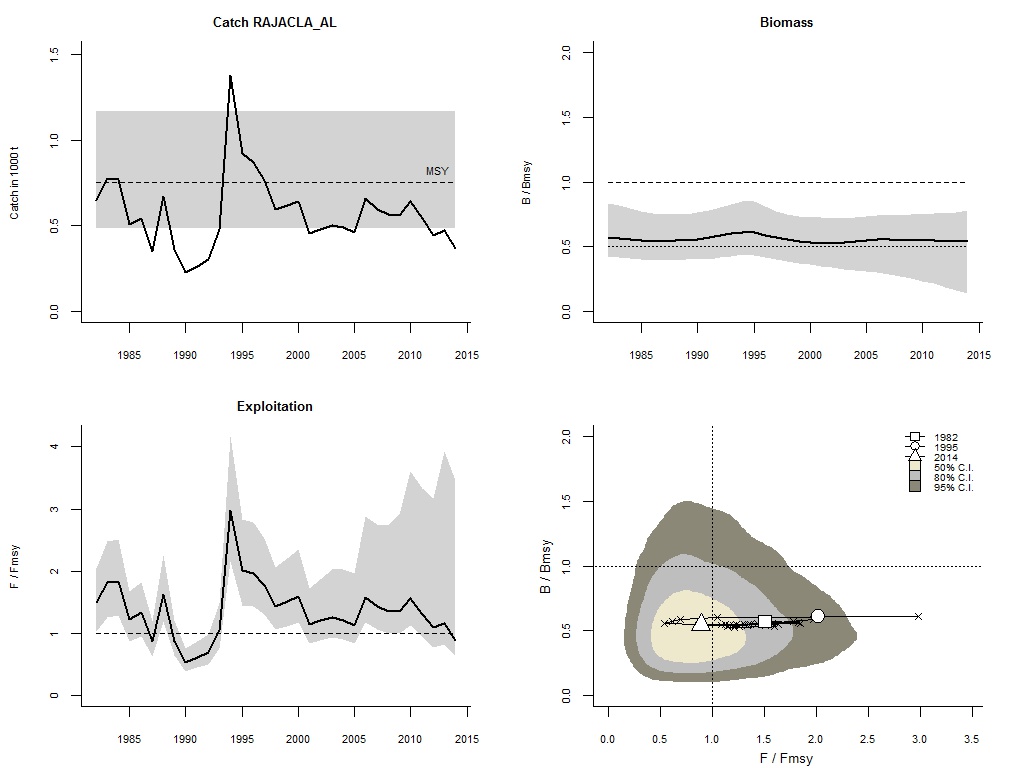 Catch RAJACLA_AL
Catch in 1000 t
1.5
1.0
0.5
0.0
MSY
1985 1990 1995 2000 2005 2010 2015
Biomass
B / Bmsy
2.0
1.5
1.0
0.5
0.0
1985 1990 1995 2000 2005 2010 2015
Exploitation
F / Fmsy
4
3
2
1
0
1985 1990 1995 2000 2005 2010 2015
B / Bmsy
2.0
1.5
1.0
0.5
0.0
1982
1995
2014
50% C.I.
80% C.I.
95% C.I.
0.0 0.5 1.0 1.5 2.0 2.5 3.0 3.5
F / Fmsy